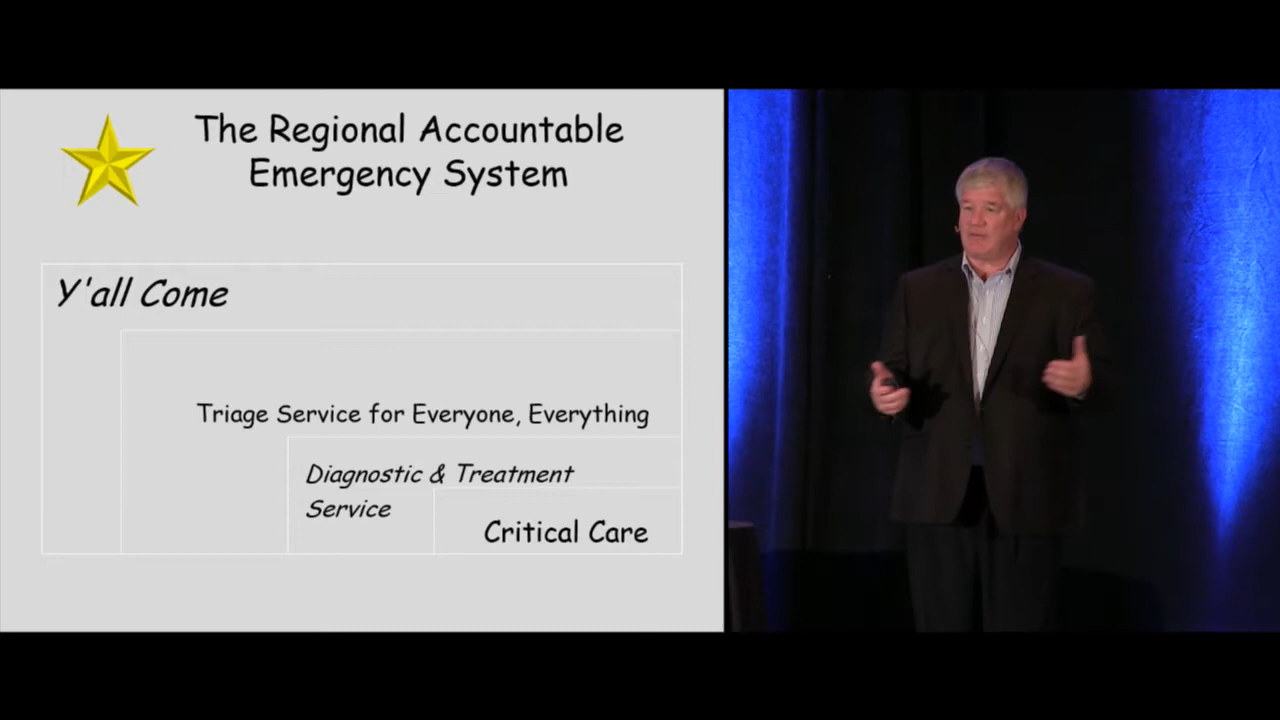 The Regional Accountable
Emergency System
Y'all Come
Triage Service for Everyone, Everything
Diagnostic & Treatment
Service
Critical Care